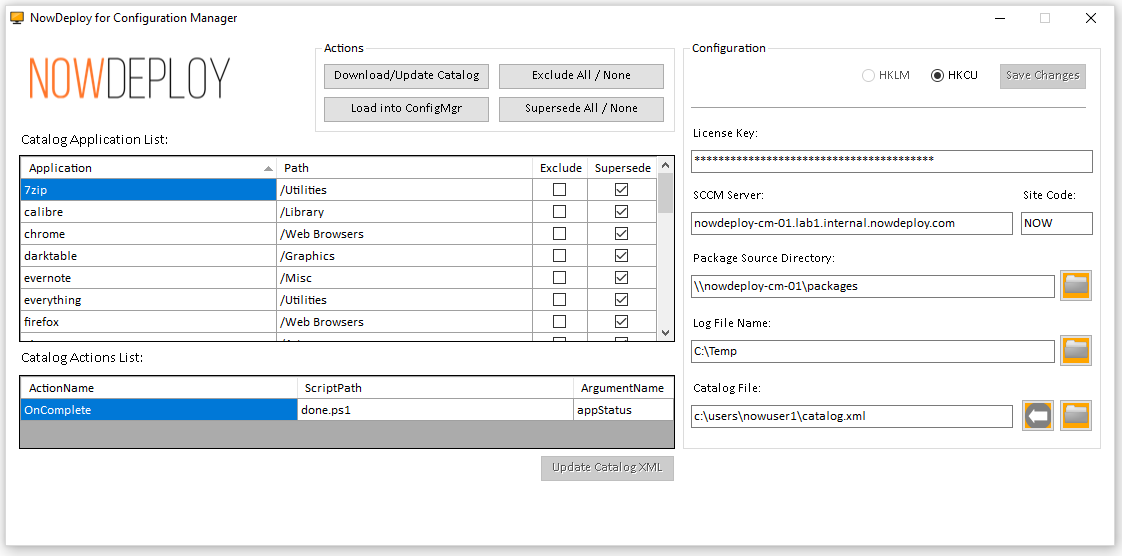 NowDeploy for Configuration Manager
NOWDEPLOY
Actions
Download/Update Catalog
Exclude All / None
Load into ConfigMgr
Supersede All / None
Catalog Application List:
Application
Path
Exclude
Supersede
7zip
/Utilities
calibre
/Library
chrome
/Web Browsers
darktable
/Graphics
evernote
/Misc
everything
/Utilities
firefox
/Web Browsers
Catalog Actions List:
ActionName
ScriptPath
ArgumentName
OnComplete
done.ps1
appStatus
Update Catalog XML
Configuration
HKLM
HKCU
Save Changes
License Key:
****************************************
SCCM Server:
Site Code:
nowdeploy-cm-01.lab1.internal.nowdeploy.com
NOW
Package Source Directory:
\\nowdeploy-cm-01\packages
Log File Name:
C:\Temp
Catalog File:
c:\users\nowuser1\catalog.xml